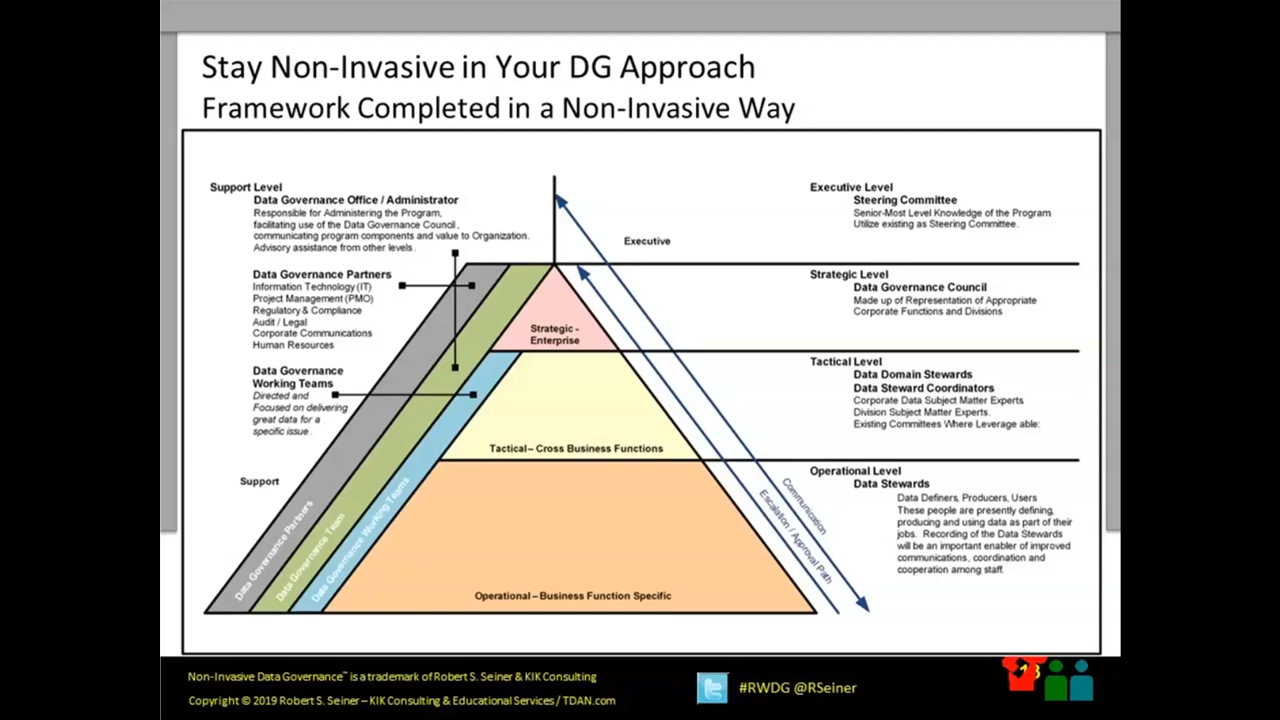 Stay Non-Invasive in Your DG Approach
Framework Completed in a Non-Invasive Way
Support Level
Data Governance Office / Administrator
Responsible for Administering the Program,
facilitating use of the Data Governance Council,
communicating program components and value to Organization.
Advisory assistance from other levels.
Data Governance Partners
Information Technology (IT)
Project Management (PMO)
Regulatory & Compliance
Audit / Legal
Corporate Communications
Human Resources
Data Governance
Working Teams
Directed and
Focused on delivering
great data for a
specific issue.
Support
Data Governance Partners
Data Governance Team
Data Governance Working Teams
Executive
Strategic -
Enterprise
Tactical – Cross Business Functions
Operational – Business Function Specific
Communication
Escalation / Approval Path
Executive Level
Steering Committee
Senior-Most Level Knowledge of the Program
Utilize existing as Steering Committee.
Strategic Level
Data Governance Council
Made up of Representation of Appropriate
Corporate Functions and Divisions
Tactical Level
Data Domain Stewards
Data Steward Coordinators
Corporate Data Subject Matter Experts
Division Subject Matter Experts.
Existing Committees Where Leverage able:
Operational Level
Data Stewards
Data Definers, Producers, Users
These people are presently defining,
producing and using data as part of their
jobs. Recording of the Data Stewards
will be an important enabler of improved
communications, coordination and
cooperation among staff.
Non-Invasive Data Governance™ is a trademark of Robert S. Seiner & KIK Consulting
Copyright © 2019 Robert S. Seiner – KIK Consulting & Educational Services / TDAN.com
#RWDG @RSeiner